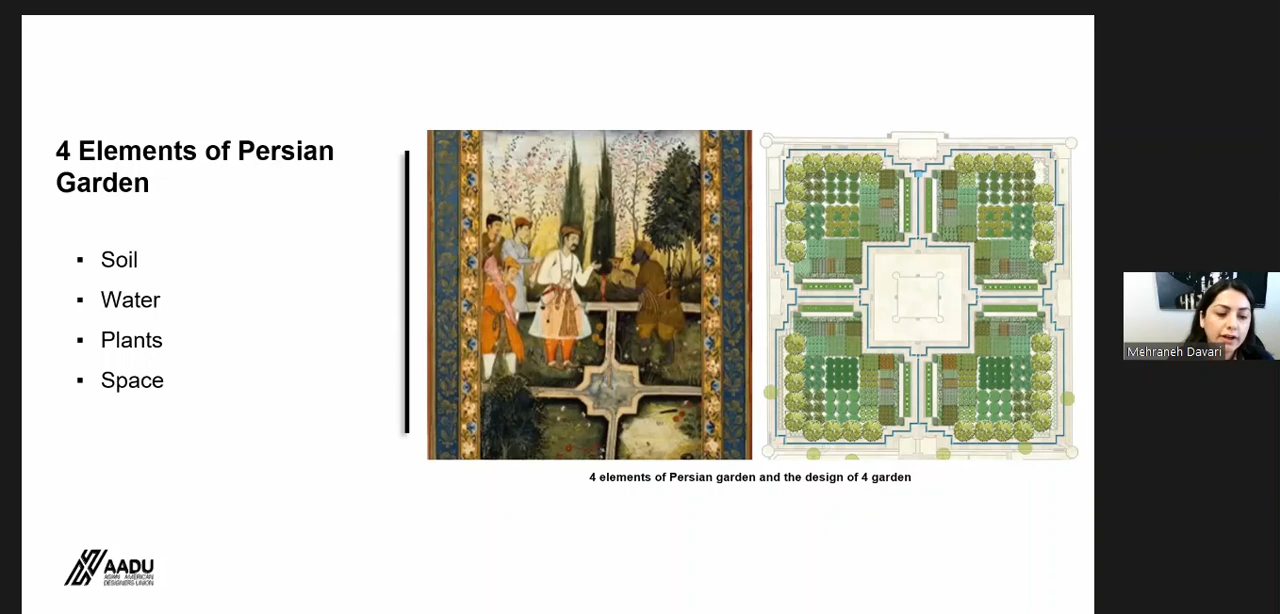 4 Elements of Persian
Garden
▪ Soil
▪ Water
▪ Plants
▪ Space
4 elements of Persian garden and the design of 4 garden
AADU
ASIAN AMERICAN
DESIGNERS UNION
Mehraneh Davari